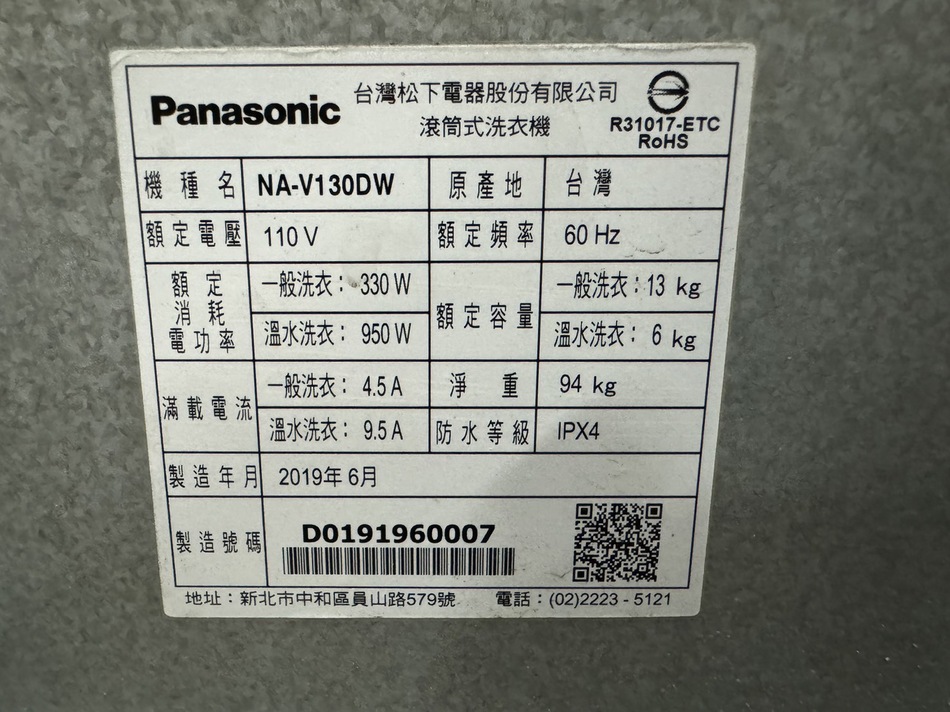 Panasonic 台灣松下電器股份有限公司
滾筒式洗衣機
R31017-ETC
RoHS
機種名 NA-V130DW 原產地 台灣
額定電壓 110 V 額定頻率 60 Hz
額定消耗電功率 一般洗衣：330 W 額定容量 一般洗衣：13 kg
溫水洗衣：950 W 溫水洗衣：6 kg
滿載電流 一般洗衣：4.5 A 淨重 94 kg
溫水洗衣：9.5 A 防水等級 IPX4
製造年月 2019年 6月
製造號碼 D0191960007
地址：新北市中和區員山路579號 電話：(02)2223 - 5121